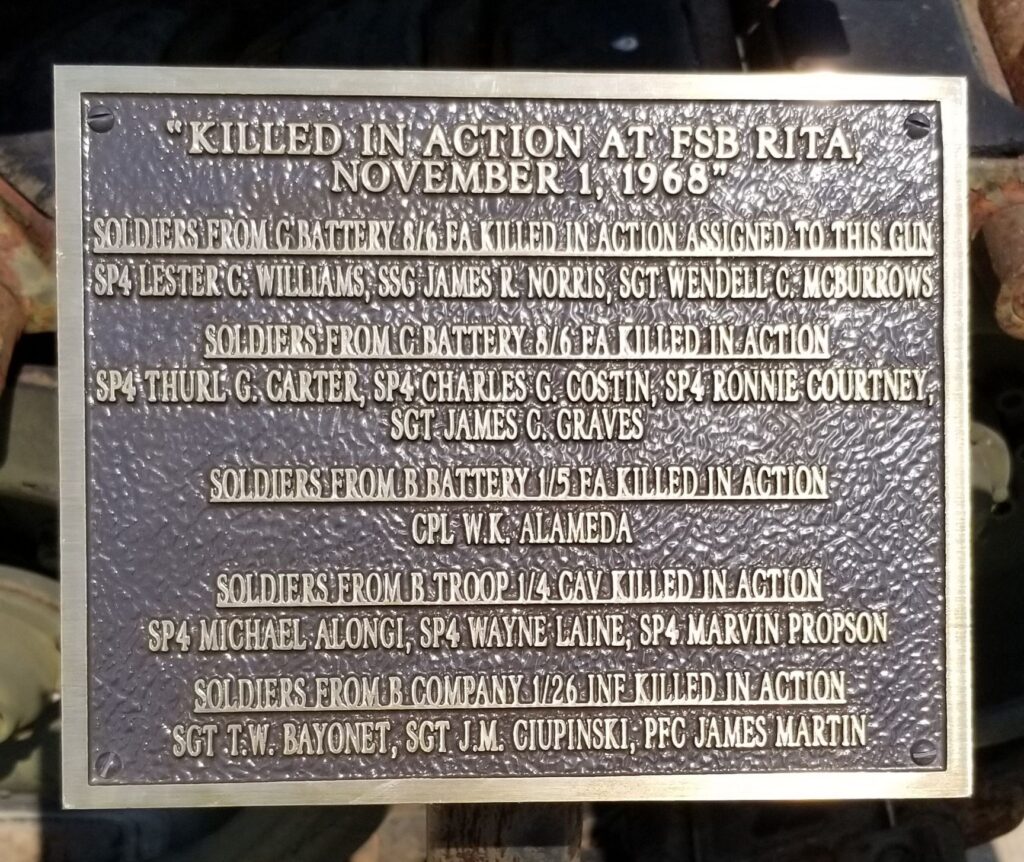 "KILLED IN ACTION AT FSB RITA,
NOVEMBER 1, 1968"
SOLDIERS FROM C BATTERY 8/6 FA KILLED IN ACTION ASSIGNED TO THIS GUN
SP4 LESTER C. WILLIAMS, SSG JAMES R. NORRIS, SGT WENDELL C. MCBURROWS
SOLDIERS FROM C BATTERY 8/6 FA KILLED IN ACTION
SP4 THURL G. CARTER, SP4 CHARLES G. COSTIN, SP4 RONNIE COURTNEY,
SGT JAMES C. GRAVES
SOLDIERS FROM B BATTERY 1/5 FA KILLED IN ACTION
CPL W.K. ALAMEDA
SOLDIERS FROM B TROOP 1/4 CAV KILLED IN ACTION
SP4 MICHAEL ALONGI, SP4 WAYNE LAINE, SP4 MARVIN PROPSON
SOLDIERS FROM B COMPANY 1/26 INF KILLED IN ACTION
SGT T.W. BAYONET, SGT J.M. CIUPINSKI, PFC JAMES MARTIN